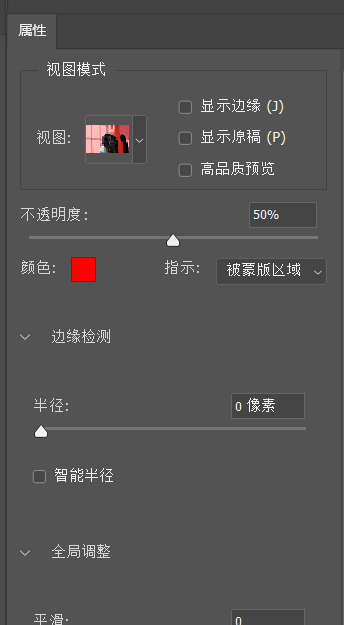 属性
视图模式
显示边缘 (J)
视图:
显示原稿 (P)
高品质预览
不透明度: 50%
颜色: 指示: 被蒙版区域
边缘检测
半径: 0 像素
智能半径
全局调整
平滑: 0